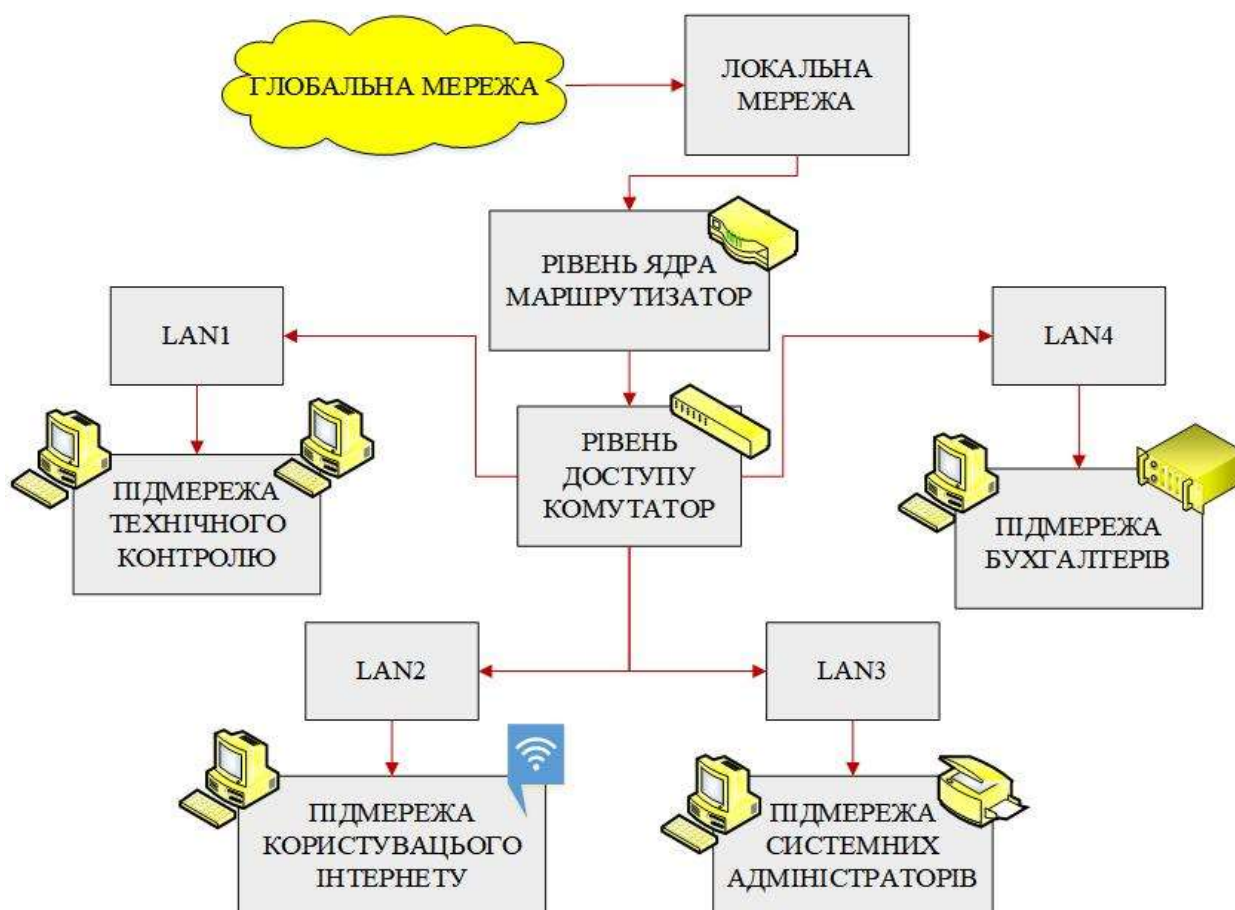 ГЛОБАЛЬНА МЕРЕЖА
ЛОКАЛЬНА
МЕРЕЖА
РІВЕНЬ ЯДРА
МАРШРУТИЗАТОР
LAN1
LAN4
РІВЕНЬ
ДОСТУПУ
КОМУТАТОР
ПІДМЕРЕЖА
ТЕХНІЧНОГО
КОНТРОЛЮ
ПІДМЕРЕЖА
БУХГАЛТЕРІВ
LAN2
LAN3
ПІДМЕРЕЖА
КОРИСТУВАЦЬОГО
ІНТЕРНЕТУ
ПІДМЕРЕЖА
СИСТЕМНИХ
АДМІНІСТРАТОРІВ